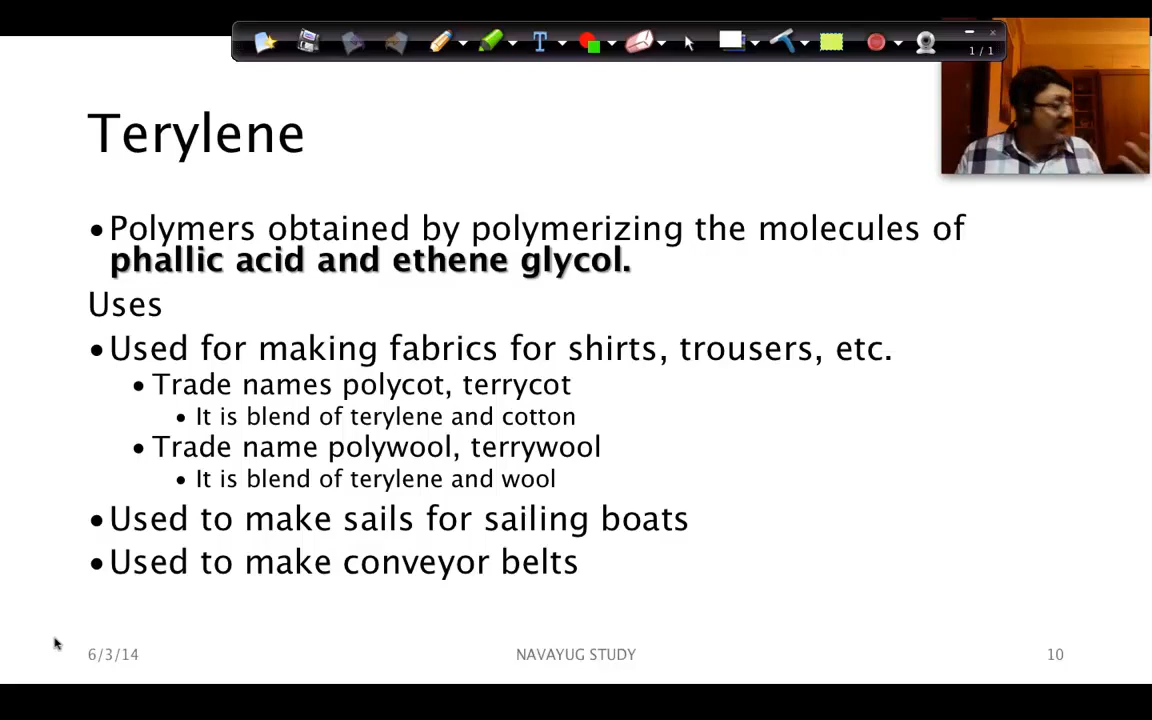 1 / 1
Terylene
•Polymers obtained by polymerizing the molecules of
phallic acid and ethene glycol.
Uses
•Used for making fabrics for shirts, trousers, etc.
•Trade names polycot, terrycot
•It is blend of terylene and cotton
•Trade name polywool, terrywool
•It is blend of terylene and wool
•Used to make sails for sailing boats
•Used to make conveyor belts
6/3/14 NAVAYUG STUDY 10